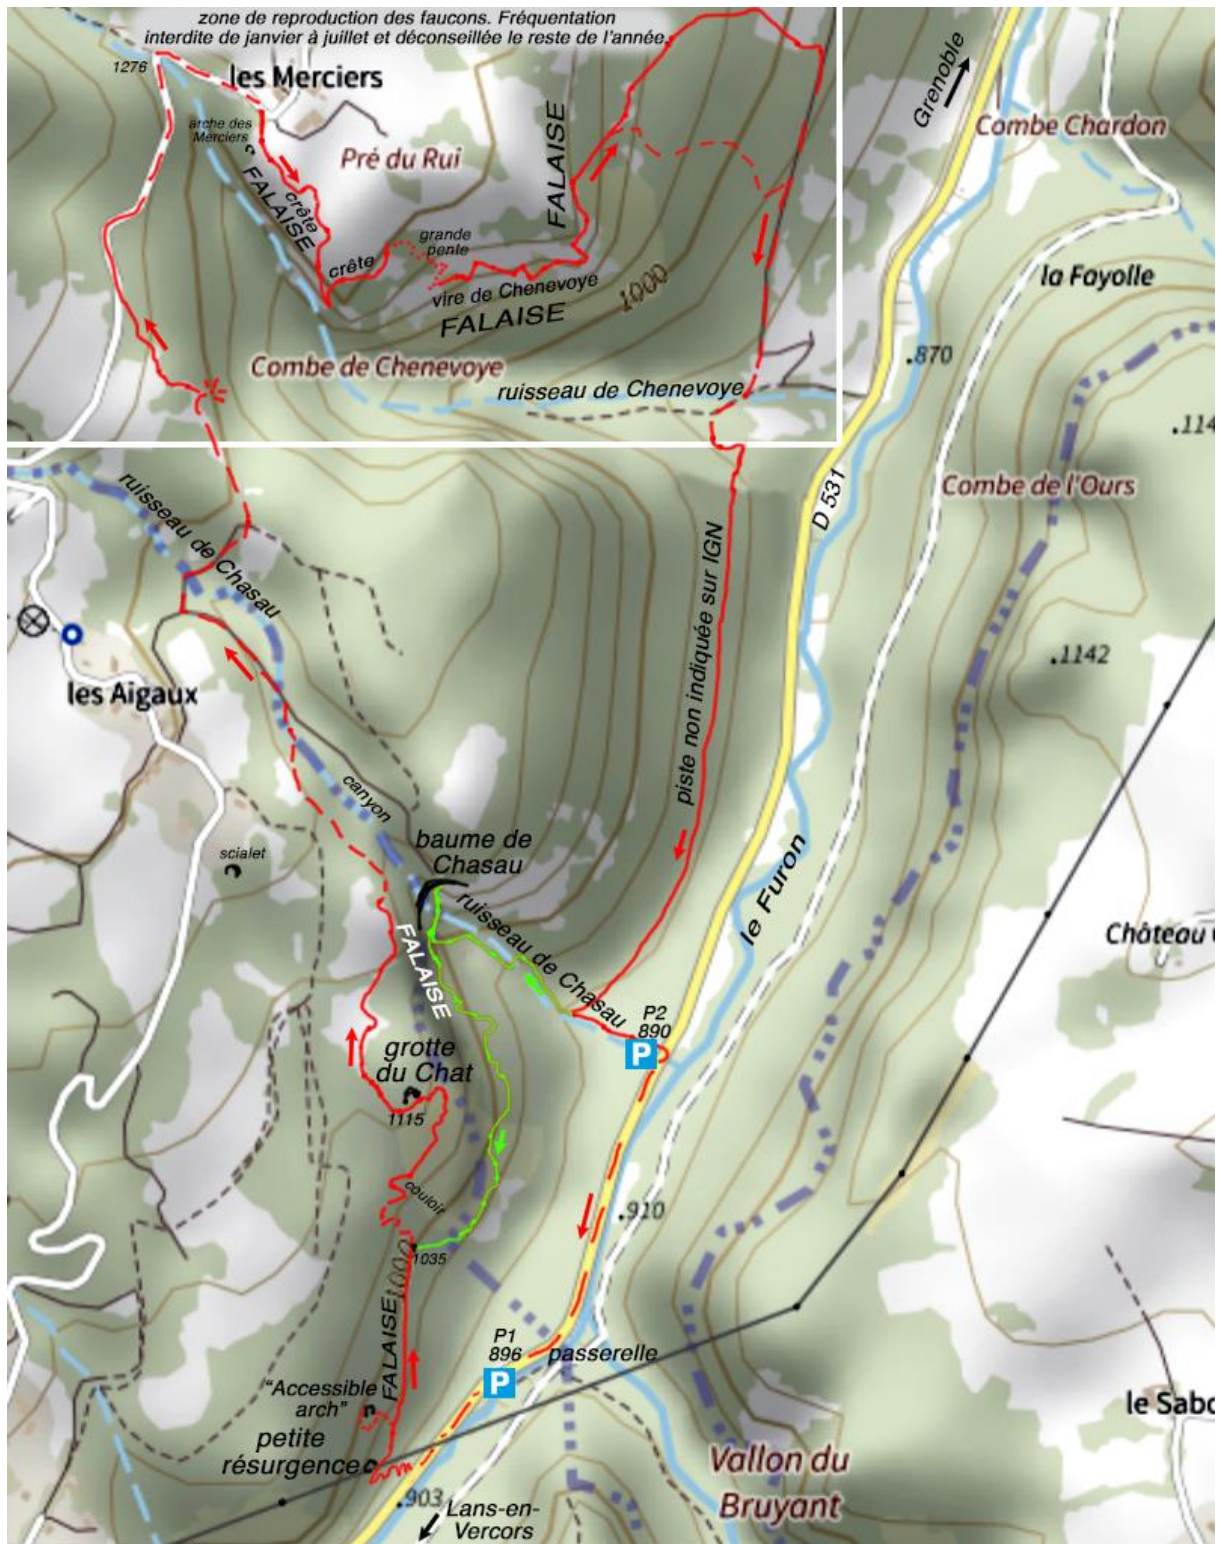 zone de reproduction des faucons. Fréquentation
interdite de janvier à juillet et déconseillée le reste de l'année.
1276
les Merciers
Grenoble
arche des
Merciers
Pré du Rui
FALAISE
Combe Chardon
FALAISE
crête
grande
pente
crête
vire de Chenevoye
FALAISE
1000
la Fayolle
Combe de Chenevoye
.870
ruisseau de Chenevoye
.114
ruisseau de Chasau
D 531
Combe de l'Ours
piste non indiquée sur IGN
.1142
les Aigaux
canyon
scialet
baume de
Chasau
ruisseau de Chasau
FALAISE
le Furon
Château
P2
890
P
grotte
du Chat
1115
couloir
.910
1035
1000
FALAISE
P1
896
P
passerelle
"Accessible
arch"
le Sabo
petite
résurgence
Vallon du
Bruyant
.903
Lans-en-
Vercors